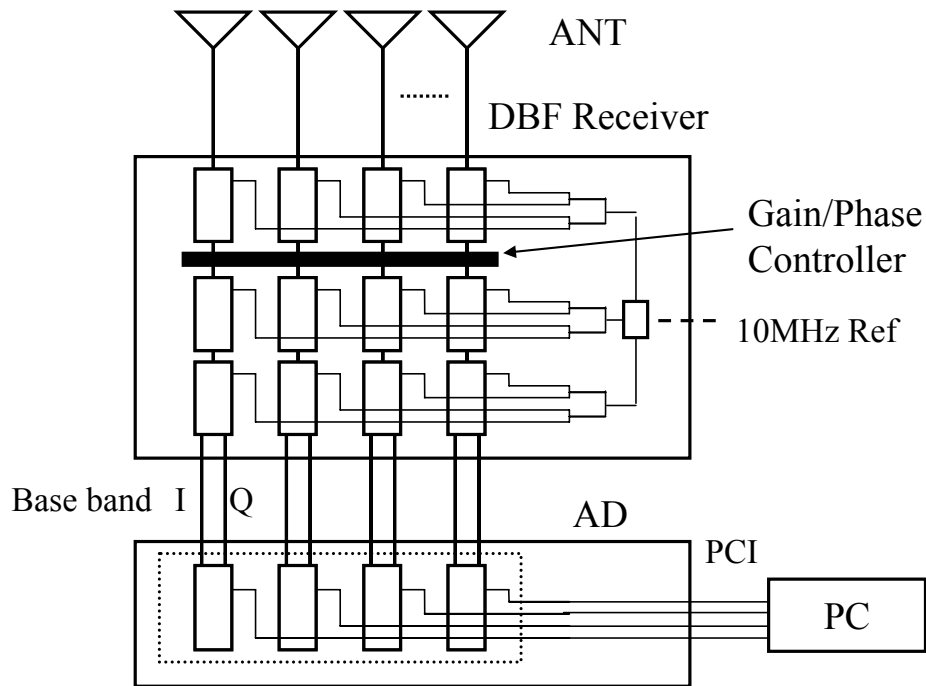 ANT
DBF Receiver
Gain/Phase
Controller
10MHz Ref
Base band I Q
AD
PCI
PC